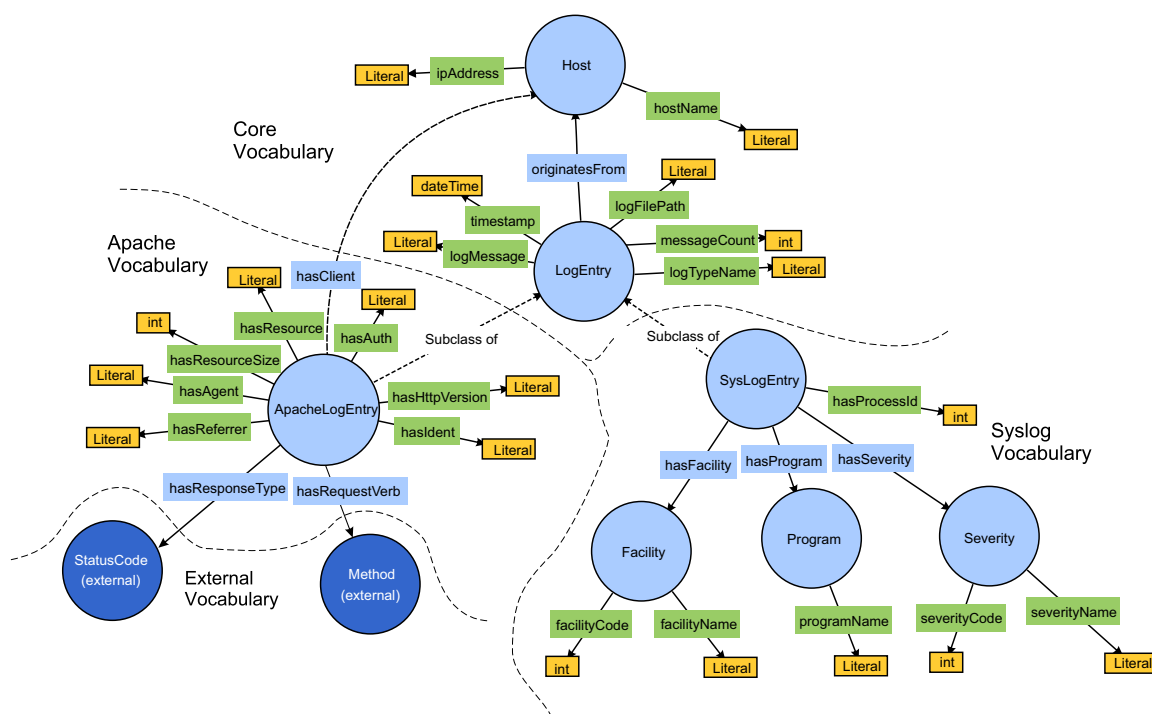 Host
Literal
ipAddress
hostName
Literal
Core
Vocabulary
originatesFrom
Literal
dateTime
logFilePath
timestamp
Literal
logMessage
messageCount
int
LogEntry
logTypeName
Literal
Apache
Vocabulary
hasClient
Literal
Literal
int
hasResource
hasAuth
Subclass of
Subclass of
hasResourceSize
Literal
hasAgent
ApacheLogEntry
hasHttpVersion
Literal
SysLogEntry
hasProcessId
int
Literal
hasReferrer
hasIdent
Literal
Syslog
Vocabulary
hasResponseType
hasRequestVerb
hasFacility
hasProgram
hasSeverity
StatusCode
(external)
External
Vocabulary
Method
(external)
Facility
Program
Severity
facilityCode
facilityName
programName
severityCode
severityName
int
Literal
Literal
int
Literal